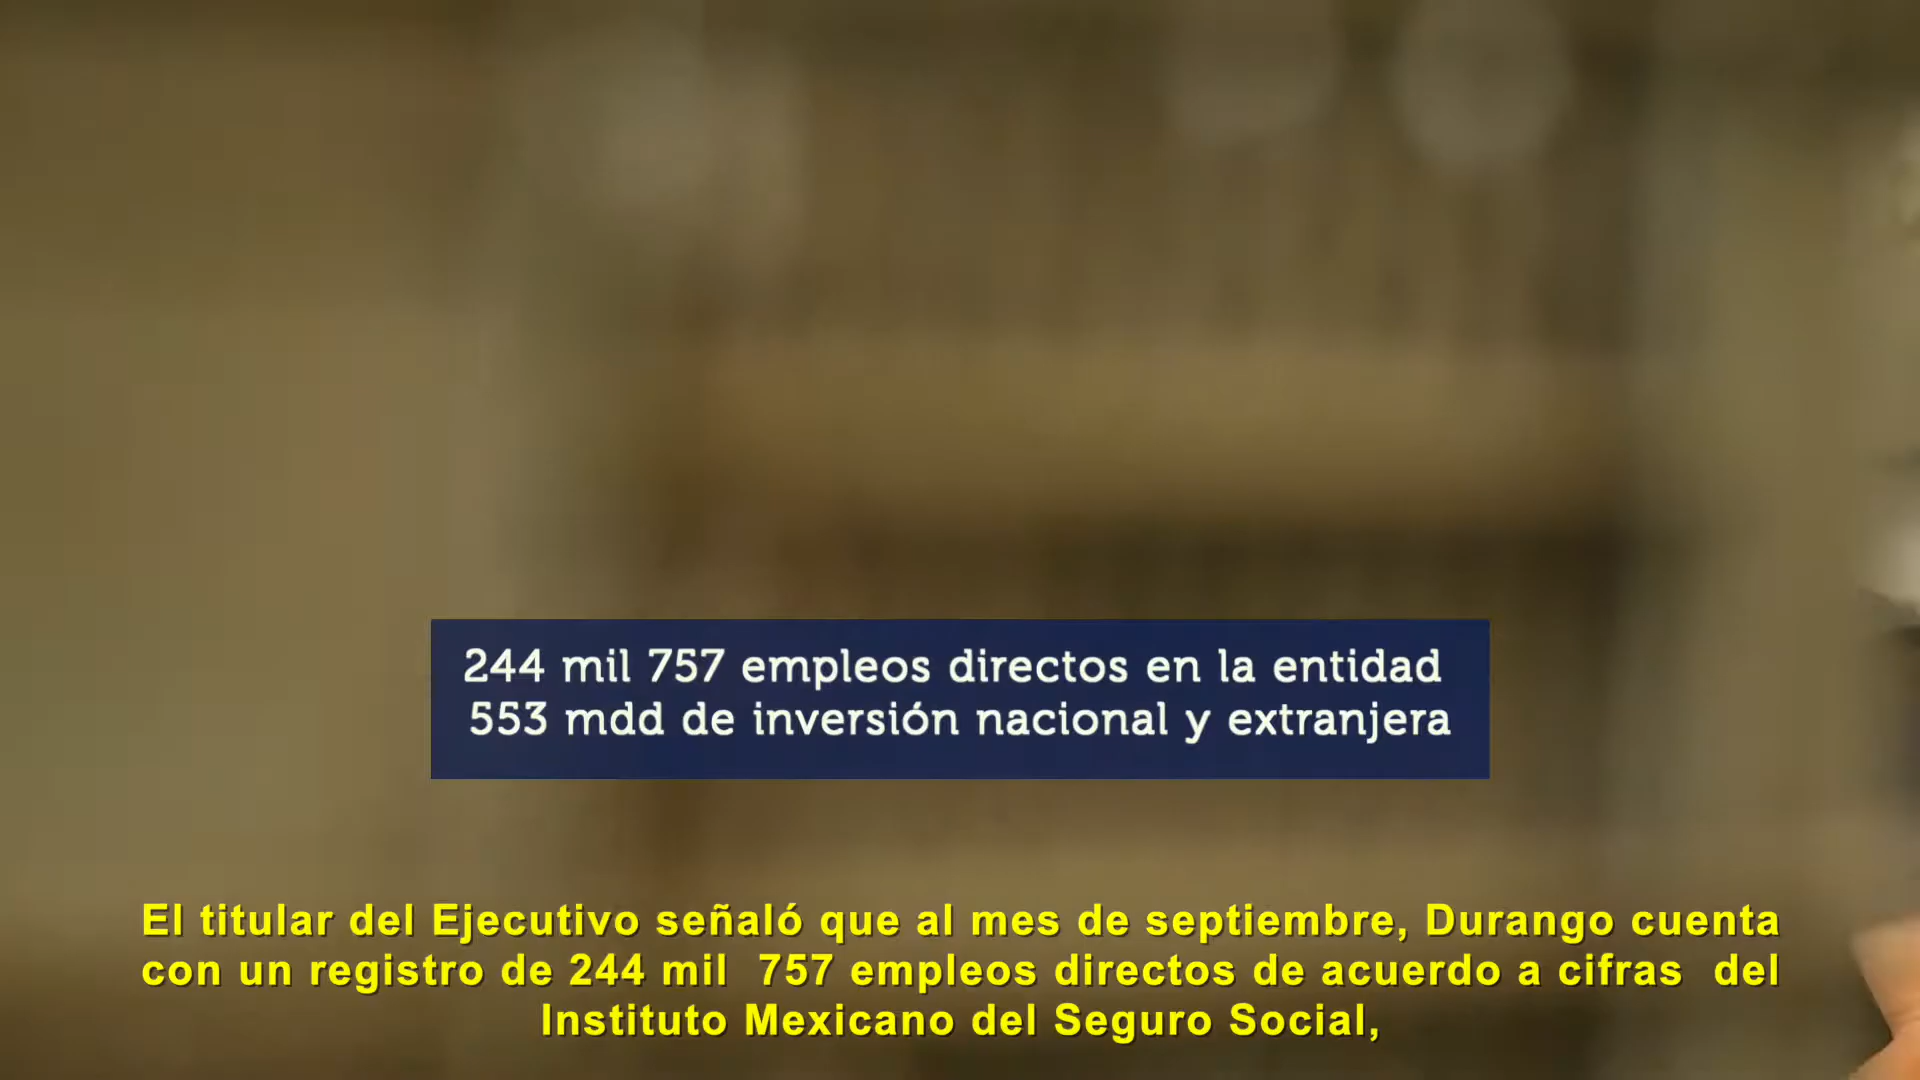 244 mil 757 empleos directos en la entidad
553 mdd de inversión nacional y extranjera
El titular del Ejecutivo señaló que al mes de septiembre, Durango cuenta
con un registro de 244 mil  757 empleos directos de acuerdo a cifras  del
Instituto Mexicano del Seguro Social,